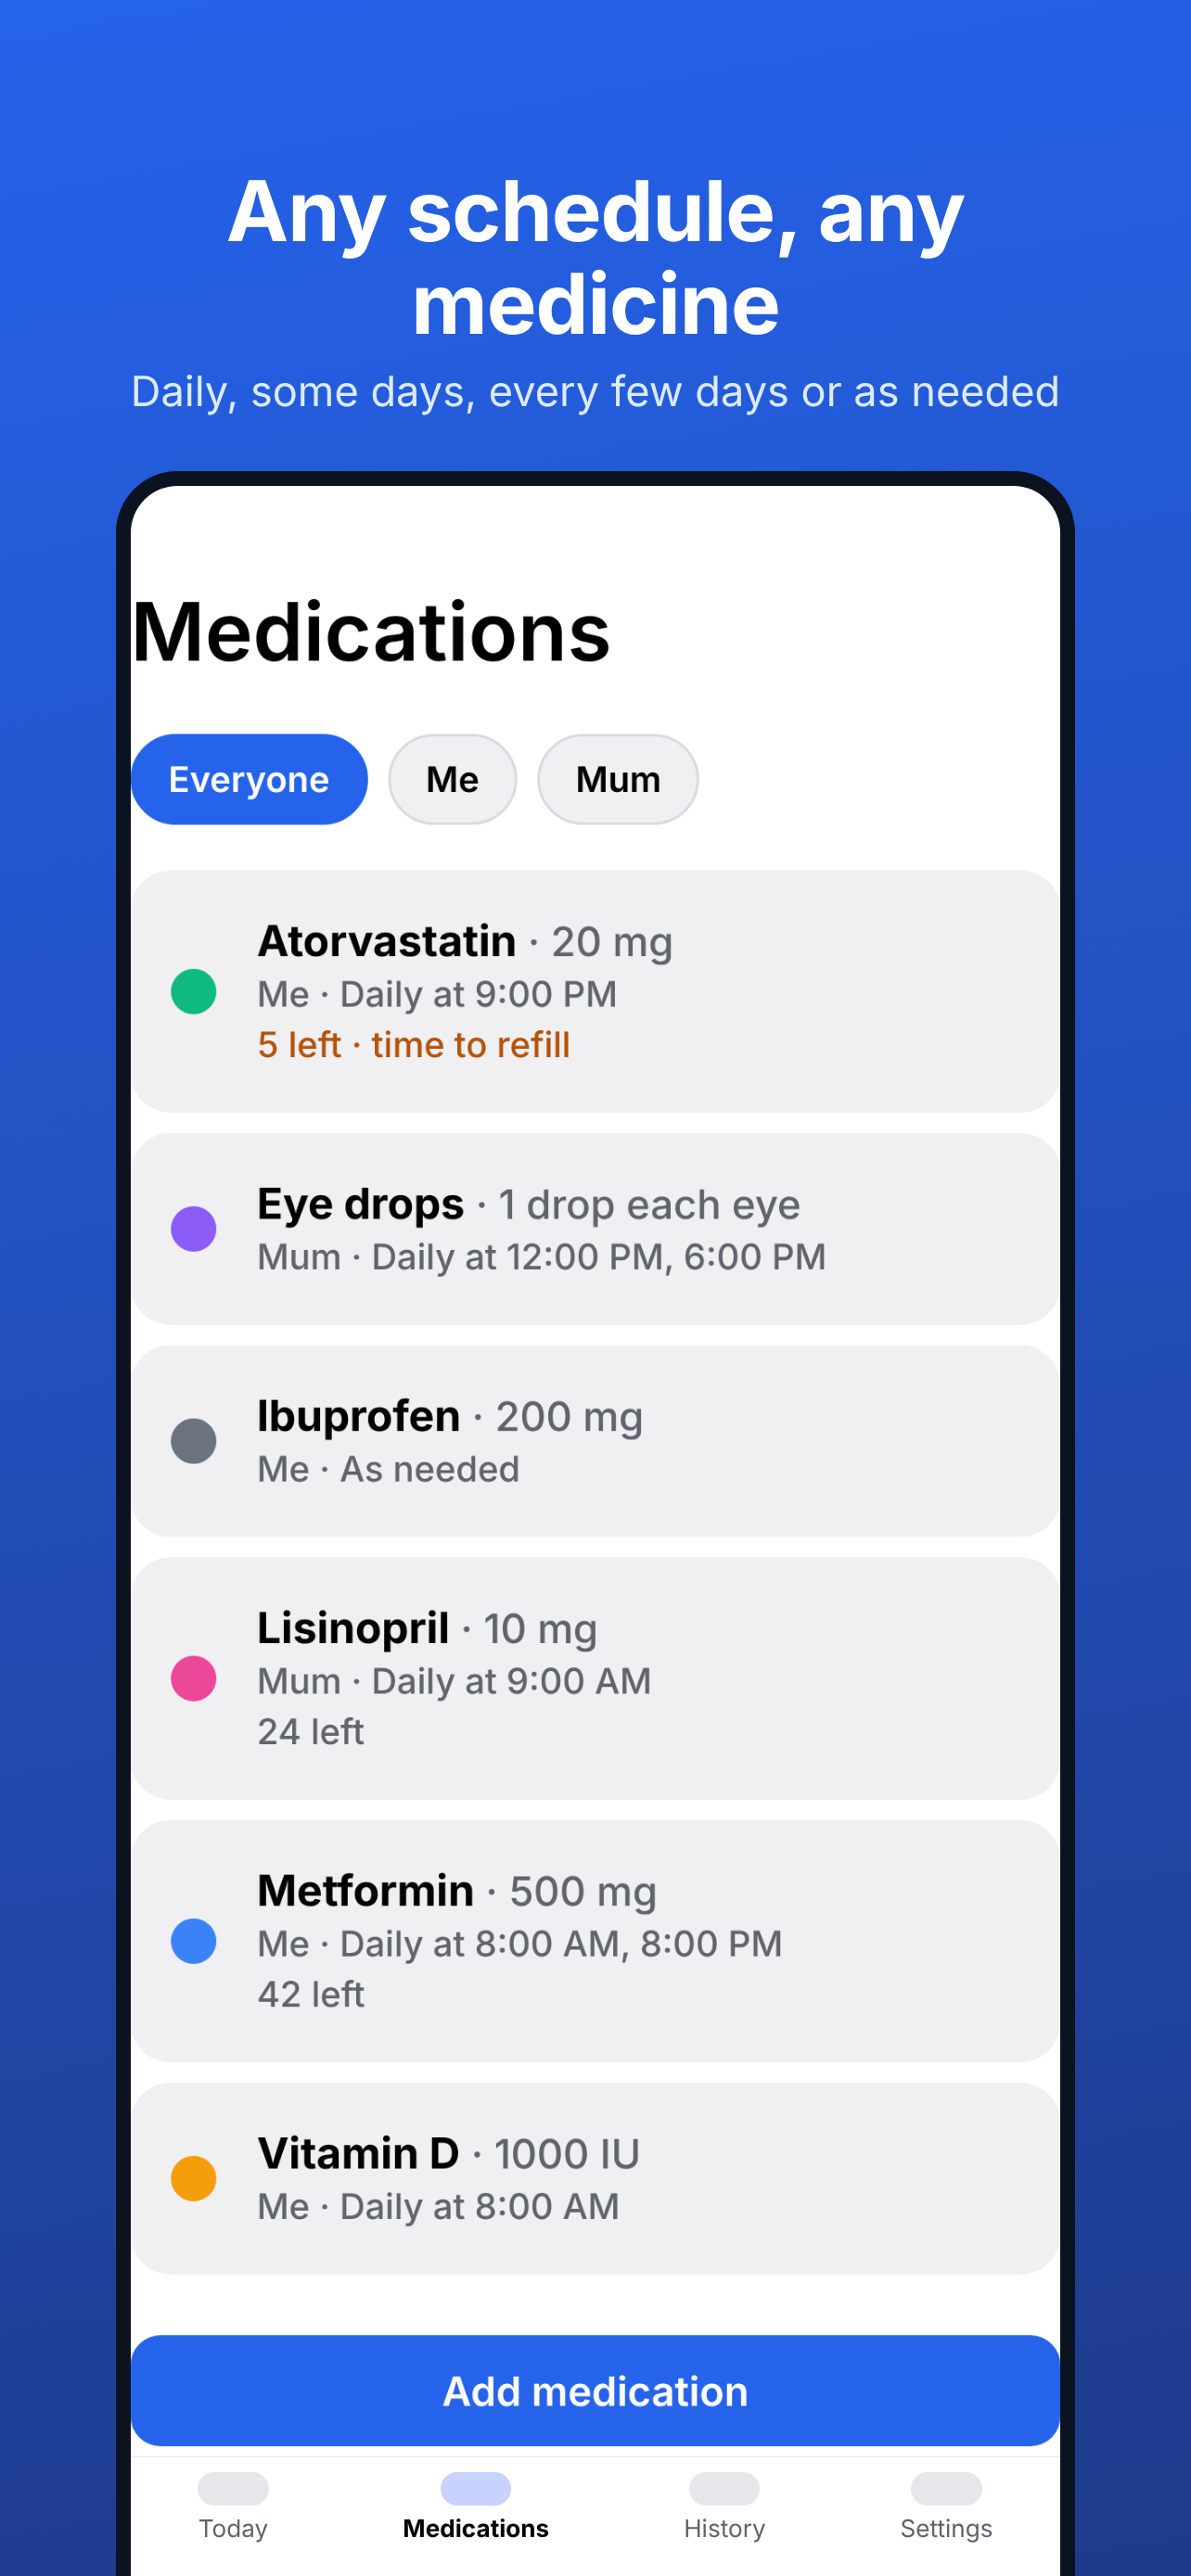 Any schedule, any
medicine
Daily, some days, every few days or as needed
Medications
Everyone Me Mum
Atorvastatin · 20 mg
Me · Daily at 9:00 PM
5 left · time to refill
Eye drops · 1 drop each eye
Mum · Daily at 12:00 PM, 6:00 PM
Ibuprofen · 200 mg
Me · As needed
Lisinopril · 10 mg
Mum · Daily at 9:00 AM
24 left
Metformin · 500 mg
Me · Daily at 8:00 AM, 8:00 PM
42 left
Vitamin D · 1000 IU
Me · Daily at 8:00 AM
Add medication
Today Medications History Settings